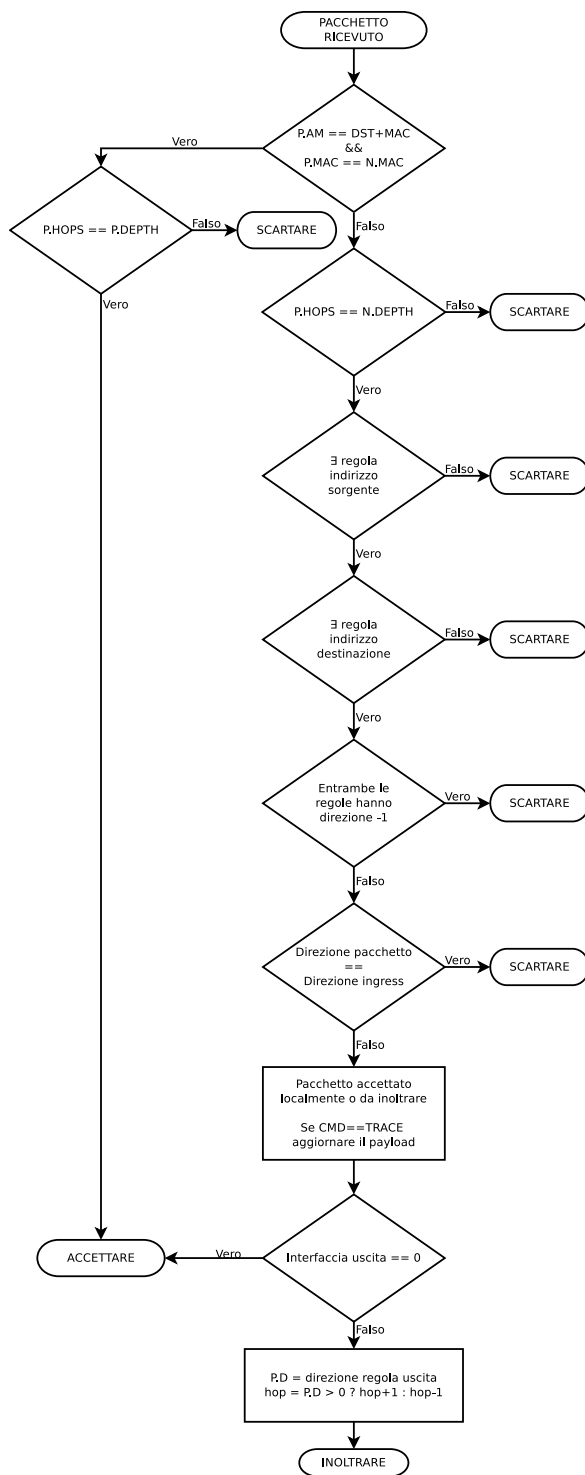 PACCHETTO
RICEVUTO
P.AM == DST+MAC
&&
P.MAC == N.MAC
Vero
Falso
P.HOPS == P.DEPTH
Falso
SCARTARE
Vero
P.HOPS == N.DEPTH
Falso
SCARTARE
Vero
∃ regola
indirizzo
sorgente
Falso
SCARTARE
Vero
∃ regola
indirizzo
destinazione
Falso
SCARTARE
Vero
Entrambe le
regole hanno
direzione -1
Vero
SCARTARE
Falso
Direzione pacchetto
==
Direzione ingress
Vero
SCARTARE
Falso
Pacchetto accettato
localmente o da inoltrare
Se CMD==TRACE
aggiornare il payload
Interfaccia uscita == 0
Vero
ACCETTARE
Falso
P.D = direzione regola uscita
hop = P.D > 0 ? hop+1 : hop-1
INOLTRARE